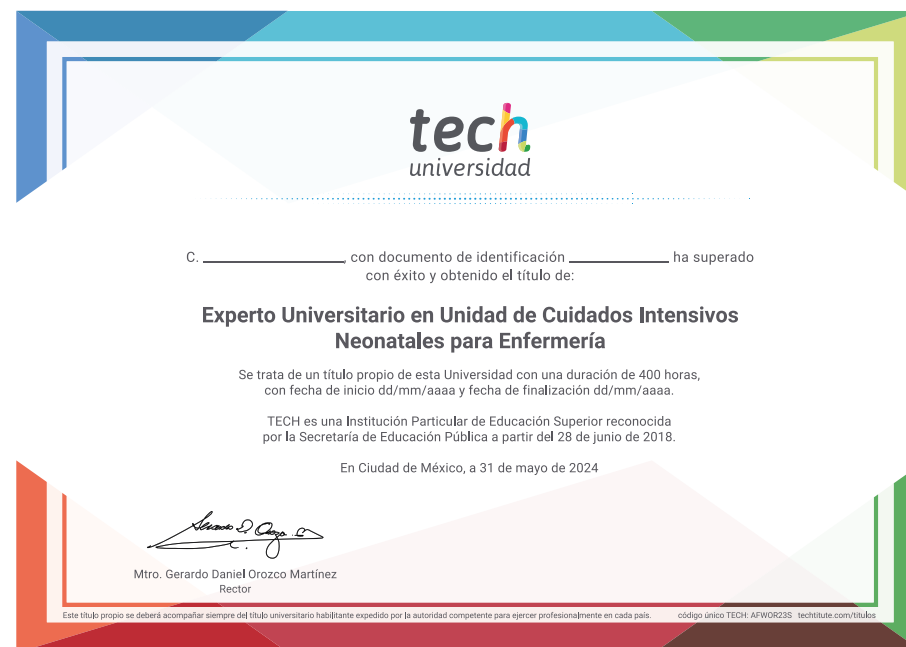 tech
universidad
C. ____________, con documento de identificación ____________ ha superado
con éxito y obtenido el título de:
Experto Universitario en Unidad de Cuidados Intensivos
Neonatales para Enfermería
Se trata de un título propio de esta Universidad con una duración de 400 horas,
con fecha de inicio dd/mm/aaaa y fecha de finalización dd/mm/aaaa.
TECH es una Institución Particular de Educación Superior reconocida
por la Secretaría de Educación Pública a partir del 28 de junio de 2018.
En Ciudad de México, a 31 de mayo de 2024
Mtro. Gerardo Daniel Orozco Martínez
Rector
Este título propio se deberá acompañar siempre del título universitario habilitante expedido por la autoridad competente para ejercer profesionalmente en cada país. código único TECH: AFWOR23S techtitute.com/titulos